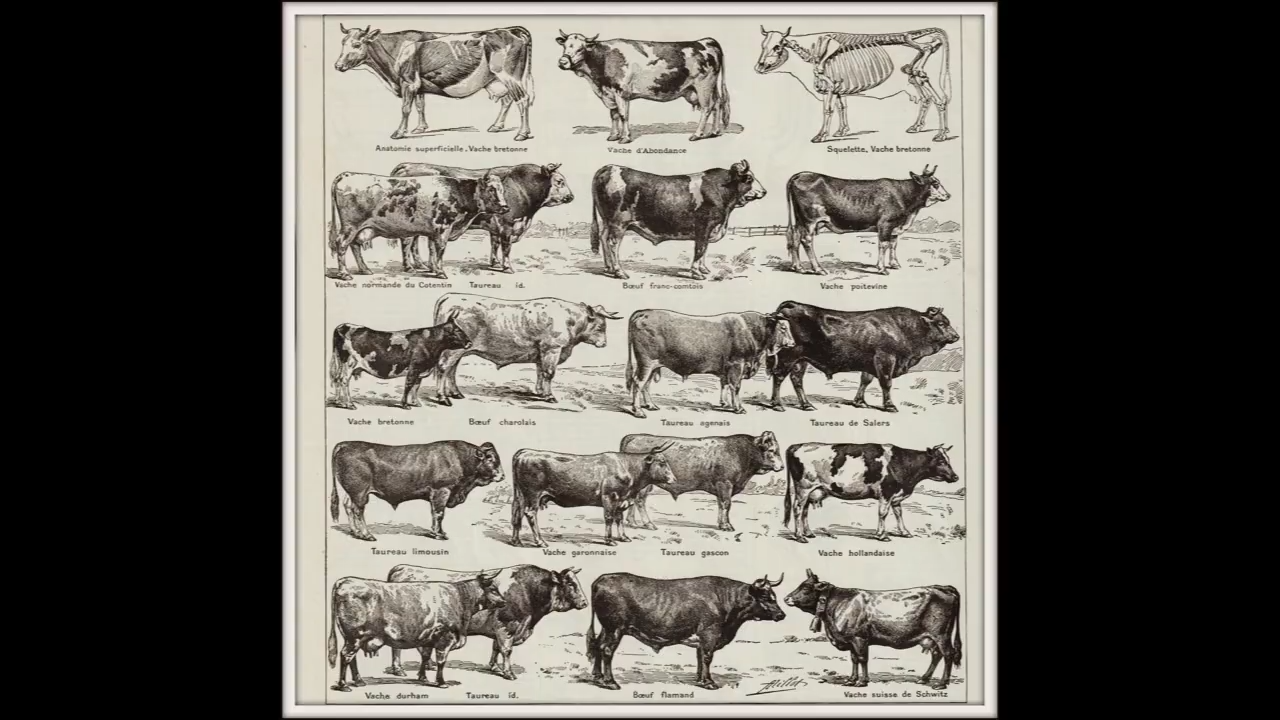 Anatomie superficielle. Vache bretonne
Vache d'Abondance
Squelette. Vache bretonne
Vache normande du Cotentin
Taureau id.
Bœuf franc-comtois
Vache poitevine
Vache bretonne
Bœuf charolais
Taureau agenais
Taureau de Salers
Taureau limousin
Vache garonnaise
Taureau gascon
Vache hollandaise
Vache durham
Taureau id.
Bœuf flamand
Millot
Vache suisse de Schwitz